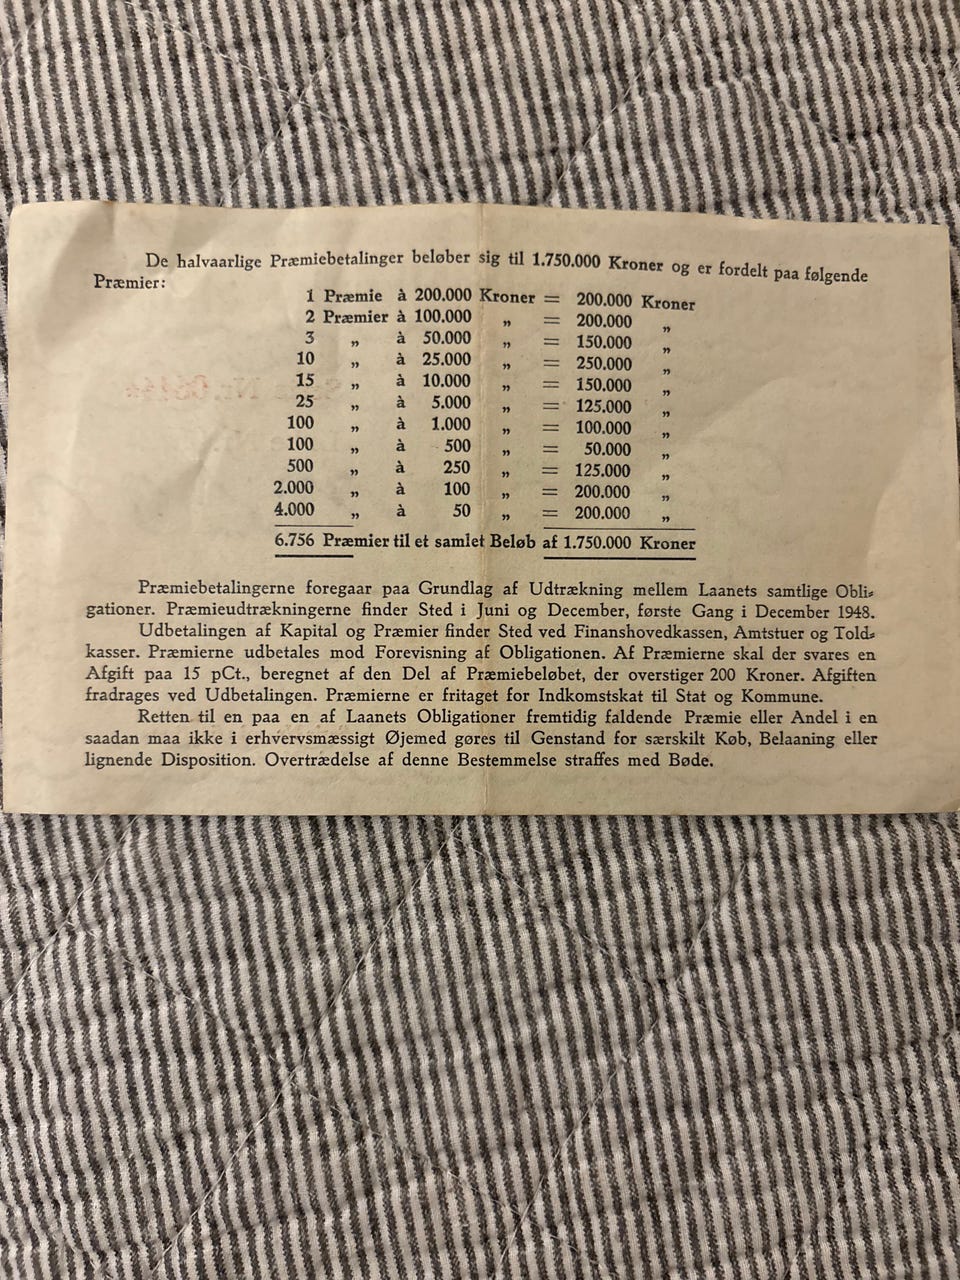 De halvaarlige Præmiebetalinger beløber sig til 1.750.000 Kroner og er fordelt paa følgende
Præmier:
1 Præmie à 200.000 Kroner = 200.000 Kroner
2 Præmier à 100.000 „ = 200.000 „
3 „ à 50.000 „ = 150.000 „
10 „ à 25.000 „ = 250.000 „
15 „ à 10.000 „ = 150.000 „
25 „ à 5.000 „ = 125.000 „
100 „ à 1.000 „ = 100.000 „
100 „ à 500 „ = 50.000 „
500 „ à 250 „ = 125.000 „
2.000 „ à 100 „ = 200.000 „
4.000 „ à 50 „ = 200.000 „
6.756 Præmier til et samlet Beløb af 1.750.000 Kroner
Præmiebetalingerne foregaar paa Grundlag af Udtrækning mellem Laanets samtlige Obli-
gationer. Præmieudtrækningerne finder Sted i Juni og December, første Gang i December 1948.
Udbetalingen af Kapital og Præmier finder Sted ved Finanshovedkassen, Amtstuer og Told-
kasser. Præmierne udbetales mod Forevisning af Obligationen. Af Præmierne skal der svares en
Afgift paa 15 pCt., beregnet af den Del af Præmiebeløbet, der overstiger 200 Kroner. Afgiften
fradrages ved Udbetalingen. Præmierne er fritaget for Indkomstskat til Stat og Kommune.
Retten til en paa en af Laanets Obligationer fremtidig faldende Præmie eller Andel i en
saadan maa ikke i erhvervsmæssigt Øjemed gøres til Genstand for særskilt Køb, Belaaning eller
lignende Disposition. Overtrædelse af denne Bestemmelse straffes med Bøde.